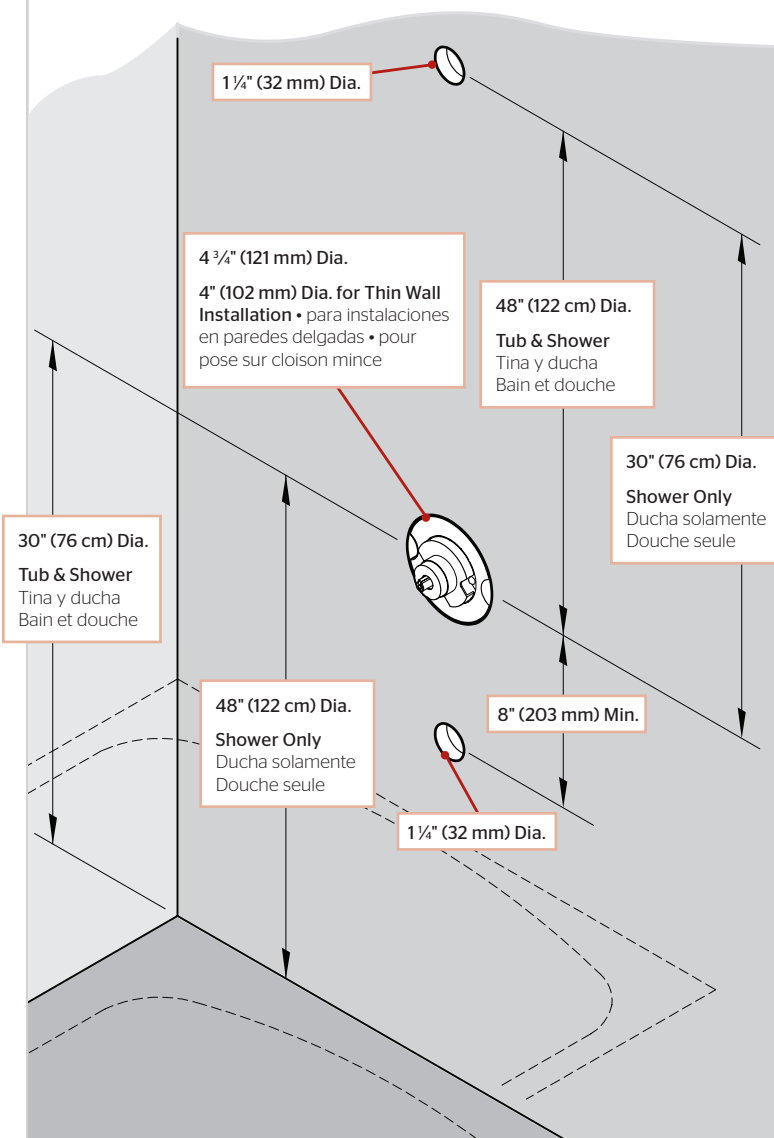 1 ¼" (32 mm) Dia.
4 ¾" (121 mm) Dia.
4" (102 mm) Dia. for Thin Wall
Installation • para instalaciones
en paredes delgadas • pour
pose sur cloison mince
48" (122 cm) Dia.
Tub & Shower
Tina y ducha
Bain et douche
30" (76 cm) Dia.
Shower Only
Ducha solamente
Douche seule
30" (76 cm) Dia.
Tub & Shower
Tina y ducha
Bain et douche
48" (122 cm) Dia.
Shower Only
Ducha solamente
Douche seule
8" (203 mm) Min.
1 ¼" (32 mm) Dia.